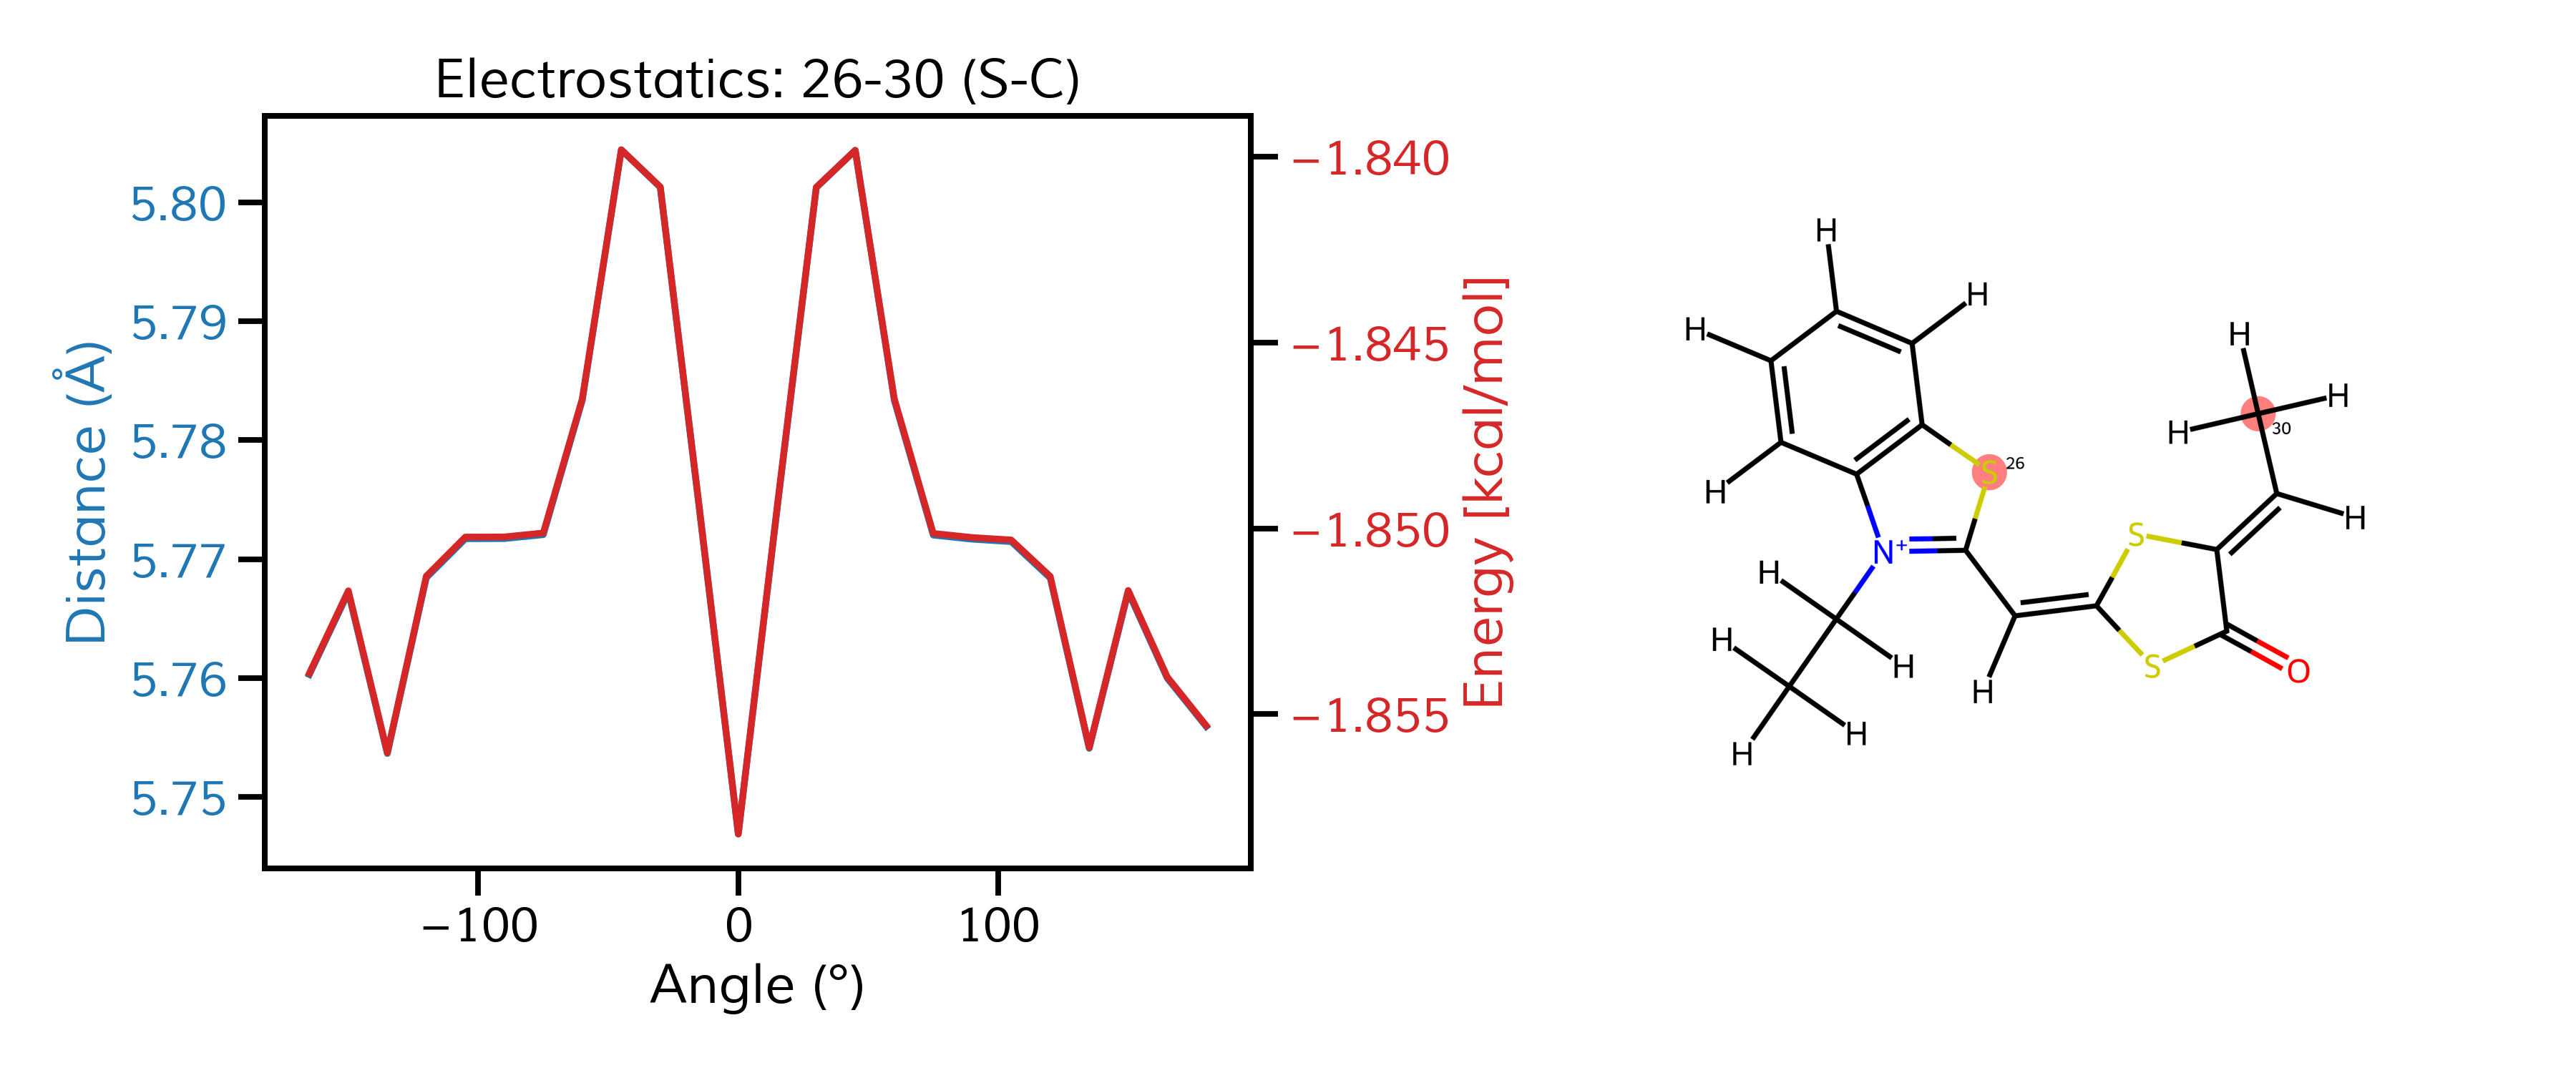 Electrostatics: 26-30 (S-C)
Distance (Å)
5.80
5.79
5.78
5.77
5.76
5.75
−100
0
100
Angle (°)
−1.840
−1.845
−1.850
−1.855
Energy [kcal/mol]
H
H
H
H
H
H
H
30
S
26
H
S
N+
H
H
H
S
O
H
H
H